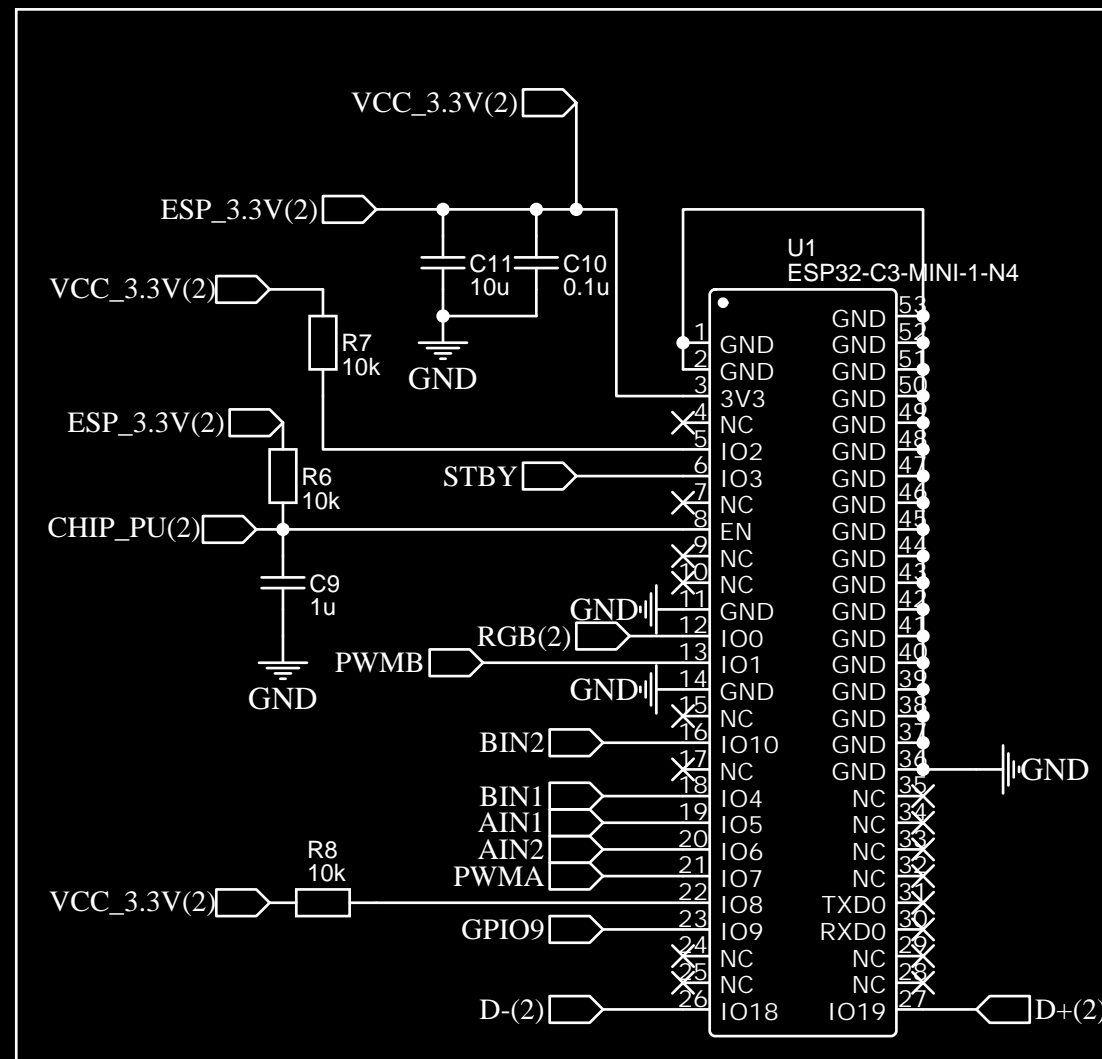 VCC_3.3V(2)
ESP_3.3V(2)
C11
10u
C10
0.1u
GND
VCC_3.3V(2)
R7
10k
ESP_3.3V(2)
R6
10k
CHIP_PU(2)
C9
1u
GND
STBY
GND
RGB(2)
PWMB
GND
BIN2
BIN1
AIN1
AIN2
PWMA
R8
10k
VCC_3.3V(2)
GPIO9
D-(2)
U1
ESP32-C3-MINI-1-N4
1 GND
2 GND
3 3V3
4 NC
5 IO2
6 IO3
7 NC
8 EN
9 NC
10 NC
11 GND
12 IO0
13 IO1
14 GND
15 NC
16 IO10
17 NC
18 IO4
19 IO5
20 IO6
21 IO7
22 IO8
23 IO9
24 NC
25 NC
26 IO18
GND 53
GND 52
GND 51
GND 50
GND 49
GND 48
GND 47
GND 46
GND 45
GND 44
GND 43
GND 42
GND 41
GND 40
GND 39
GND 38
GND 37
GND 36
NC 35
NC 34
NC 33
NC 32
TXD0 31
RXD0 30
NC 29
NC 28
IO19 27
GND
D+(2)